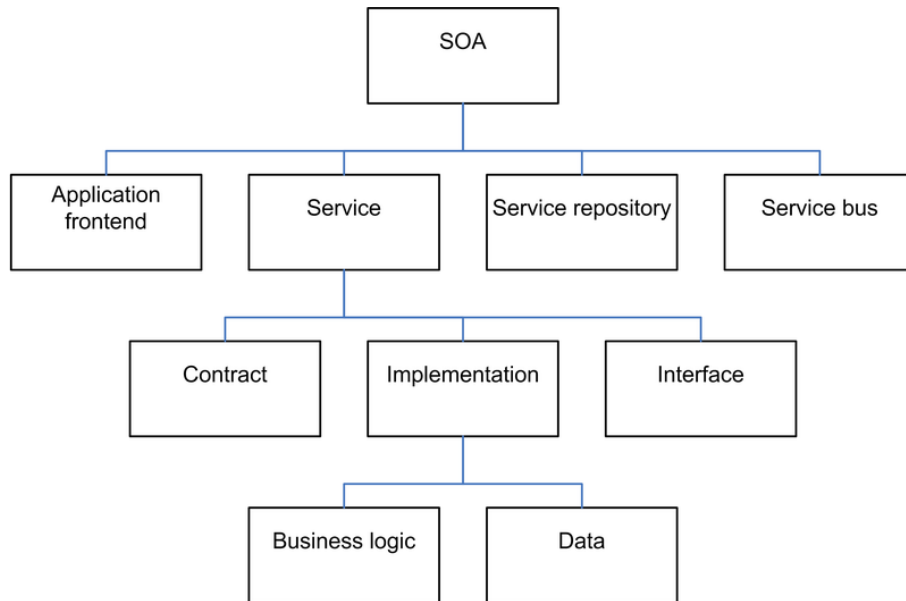 SOA
Application
frontend
Service
Service repository
Service bus
Contract
Implementation
Interface
Business logic
Data